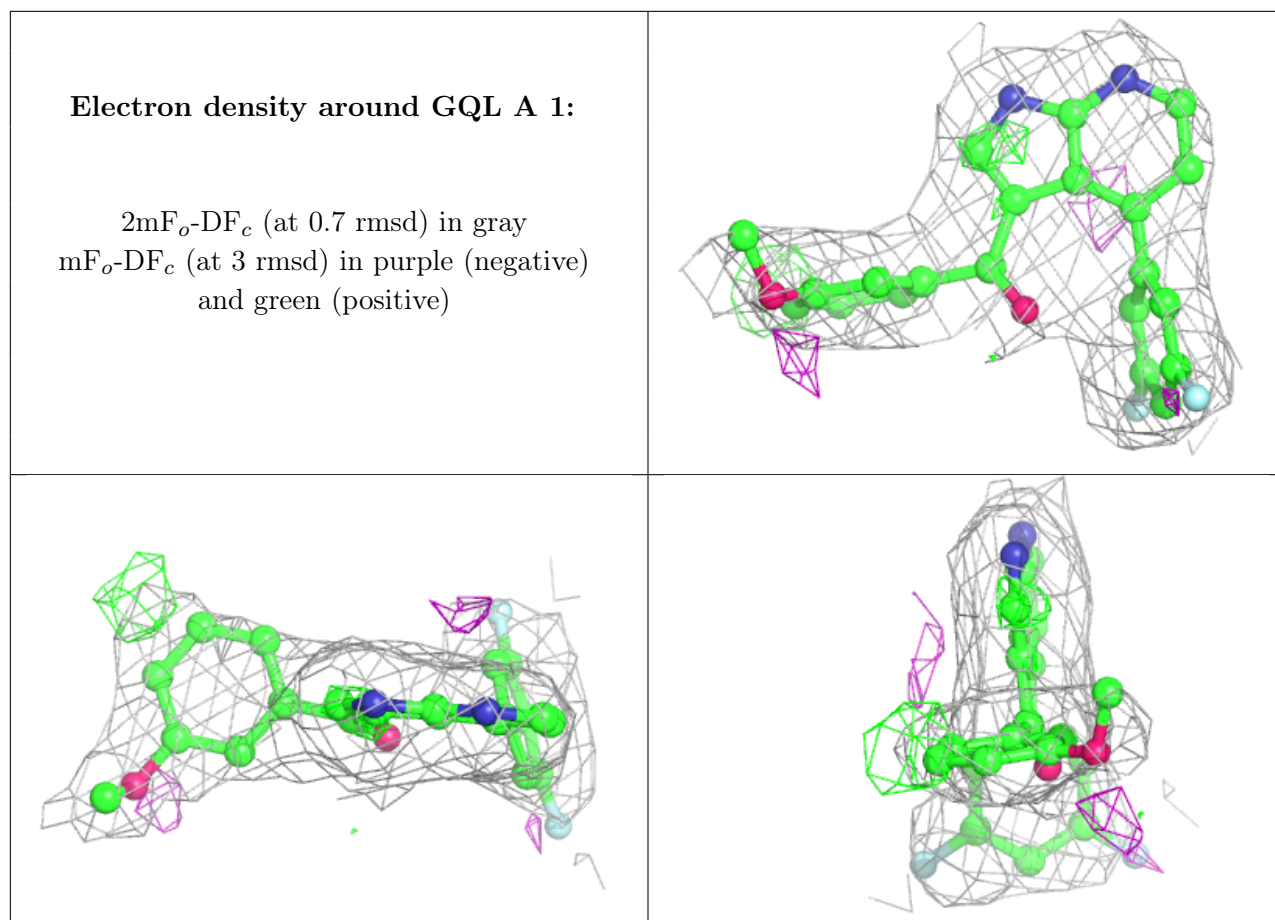 Electron density around GQL A 1:
2mFo-DFc (at 0.7 rmsd) in gray
mFo-DFc (at 3 rmsd) in purple (negative)
and green (positive)